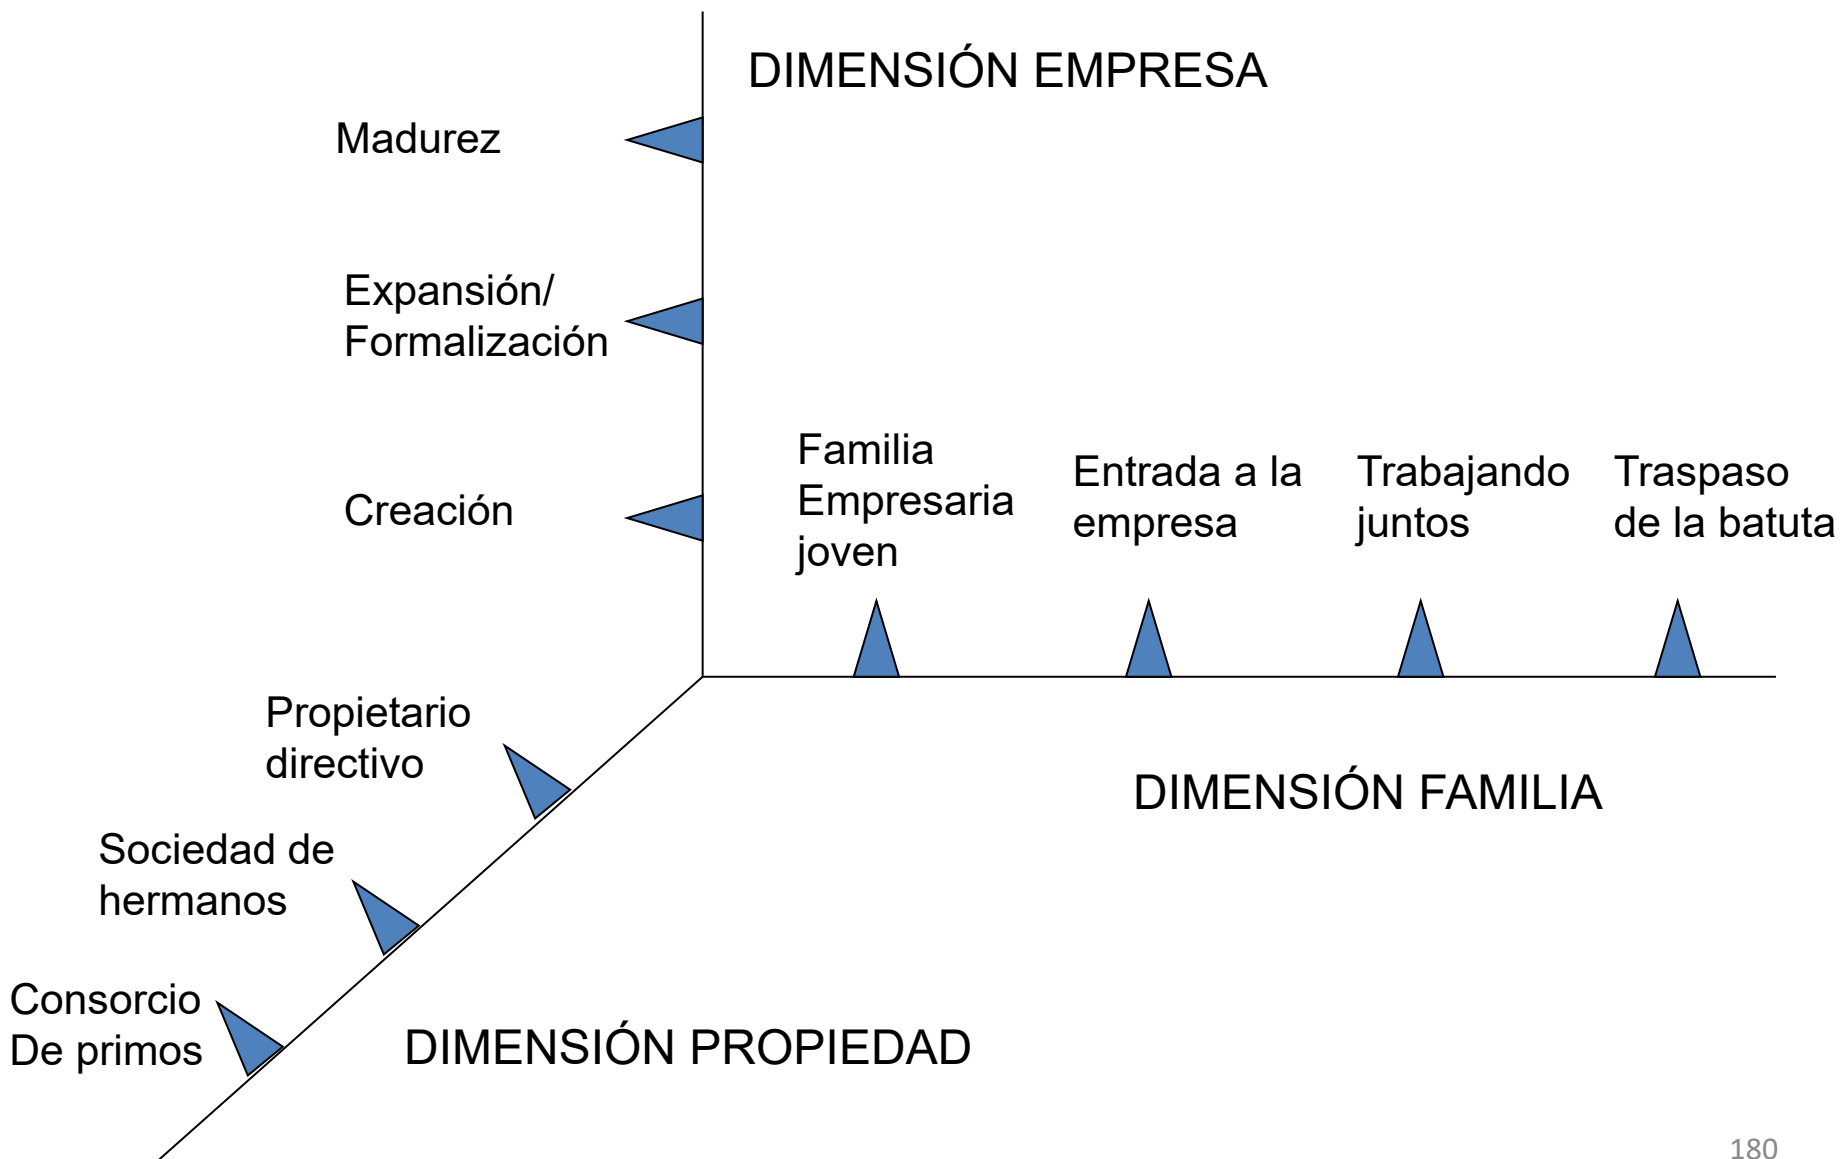 DIMENSIÓN EMPRESA
Madurez
Expansión/
Formalización
Creación
Familia
Empresaria
joven
Entrada a la
empresa
Trabajando
juntos
Traspaso
de la batuta
Propietario
directivo
DIMENSIÓN FAMILIA
Sociedad de
hermanos
Consorcio
De primos
DIMENSIÓN PROPIEDAD
180